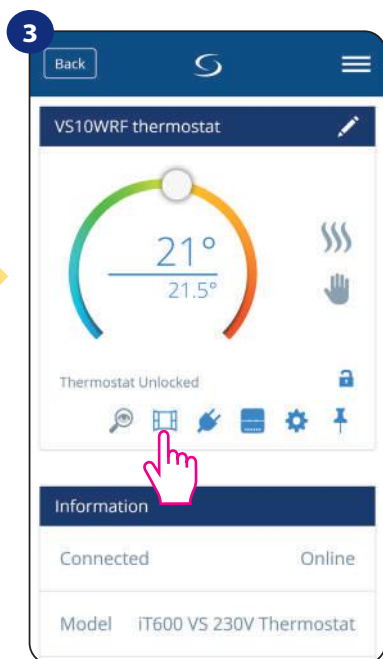 3
Back
VS10WRF thermostat
21°
21.5°
Thermostat Unlocked
Information
Connected Online
Model iT600 VS 230V Thermostat